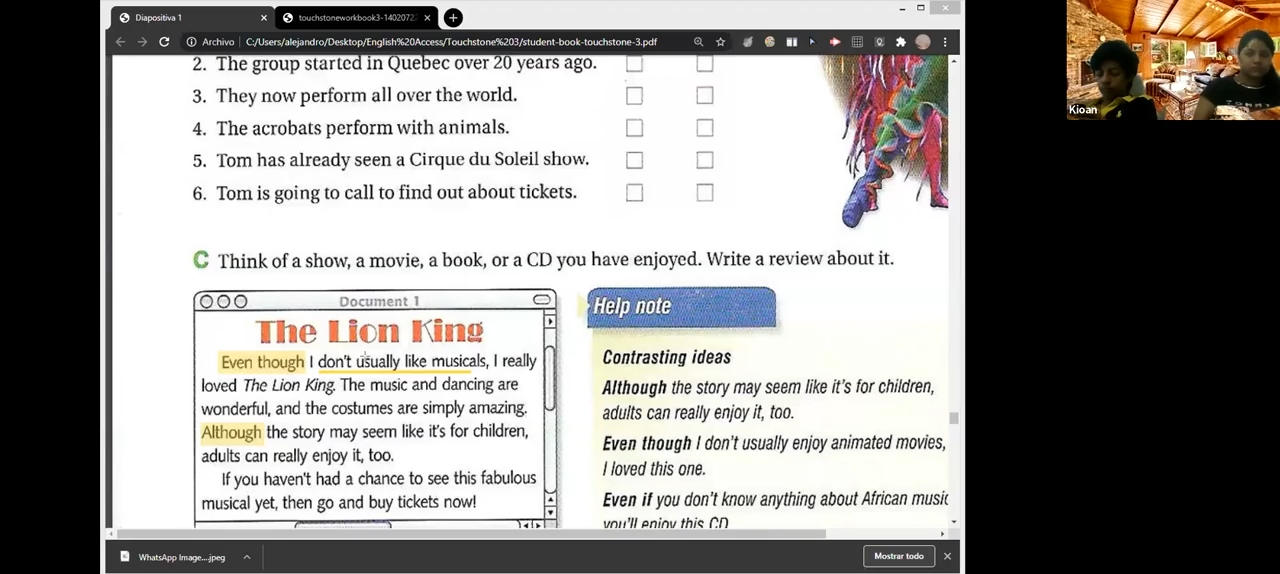 Diapositiva 1
touchstoneworkbook3-1402072
Archivo
C:/Users/alejandro/Desktop/English%20Access/Touchstone%203/student-book-touchstone-3.pdf
2. The group started in Quebec over 20 years ago.
3. They now perform all over the world.
4. The acrobats perform with animals.
5. Tom has already seen a Cirque du Soleil show.
6. Tom is going to call to find out about tickets.
C Think of a show, a movie, a book, or a CD you have enjoyed. Write a review about it.
Document 1
The Lion King
Even though I don't usually like musicals, I really
loved The Lion King. The music and dancing are
wonderful, and the costumes are simply amazing.
Although the story may seem like it's for children,
adults can really enjoy it, too.
If you haven't had a chance to see this fabulous
musical yet, then go and buy tickets now!
Help note
Contrasting ideas
Although the story may seem like it's for children,
adults can really enjoy it, too.
Even though I don't usually enjoy animated movies,
I loved this one.
Even if you don't know anything about African music
you'll enjoy this CD
WhatsApp Image....jpeg
Mostrar todo
Kioan